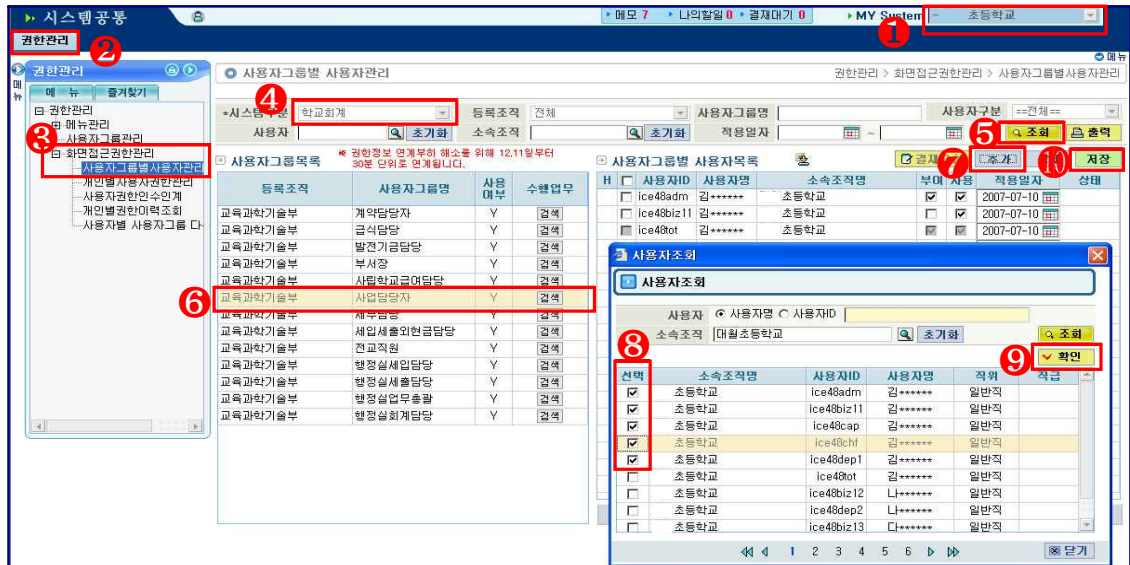 시스템공통
메모 7 나의할일 0 결재대기 0 MY System - 초등학교
❶
권한관리 ❷
메뉴
메뉴
권한관리
메 뉴 즐겨찾기
권한관리
메뉴관리
사용자그룹관리
❸ 화면접근권한관리
사용자그룹별사용자관리
개인별사용자권한관리
사용자권한인수인계
개인별권한이력조회
사용자별 사용자그룹 다
사용자그룹별 사용자관리 권한관리 > 화면접근권한관리 > 사용자그룹별사용자관리
❹ 학교회계 등록조직 전체 사용자그룹명 사용자구분 ==전체==
사용자 초기화 소속조직 초기화 적용일자 ~ ❺ 조회 출력
사용자그룹목록 권한정보 연계부하 해소를 위해 12,11일부터
30분 단위로 연계됩니다.
등록조직 사용자그룹명 사용여부 수행업무
교육과학기술부 계약담당자 Y 검색
교육과학기술부 급식담당 Y 검색
교육과학기술부 발전기금담당 Y 검색
교육과학기술부 부서장 Y 검색
교육과학기술부 사립학교급여담당 Y 검색
❻ 교육과학기술부 사업담당자 Y 검색
교육과학기술부 세무담당 Y 검색
교육과학기술부 세입세출외현금담당 Y 검색
교육과학기술부 전교직원 Y 검색
교육과학기술부 행정실세입담당 Y 검색
교육과학기술부 행정실세출담당 Y 검색
교육과학기술부 행정실업무총괄 Y 검색
교육과학기술부 행정실회계담당 Y 검색
사용자그룹별 사용자목록 결재 ❼ 추가 ❿ 저장
H 사용자ID 사용자명 소속조직명 부여 사용 적용일자 상태
ice48adm 김****** 초등학교 2007-07-10
ice48biz11 김****** 초등학교 2007-07-10
ice48tot 김****** 초등학교 2007-07-10
사용자조회
사용자조회
사용자 사용자명 사용자ID
소속조직 대월초등학교 초기화 조회
❽ ❾ 확인
선택 소속조직명 사용자ID 사용자명 직위 직급
초등학교 ice48adm 김****** 일반직
초등학교 ice48biz11 김****** 일반직
초등학교 ice48cap 김****** 일반직
초등학교 ice48chf 김****** 일반직
초등학교 ice48dep1 김****** 일반직
초등학교 ice48tot 김****** 일반직
초등학교 ice48biz12 나****** 일반직
초등학교 ice48dep2 나****** 일반직
초등학교 ice48biz13 다****** 일반직
1 2 3 4 5 6 닫기